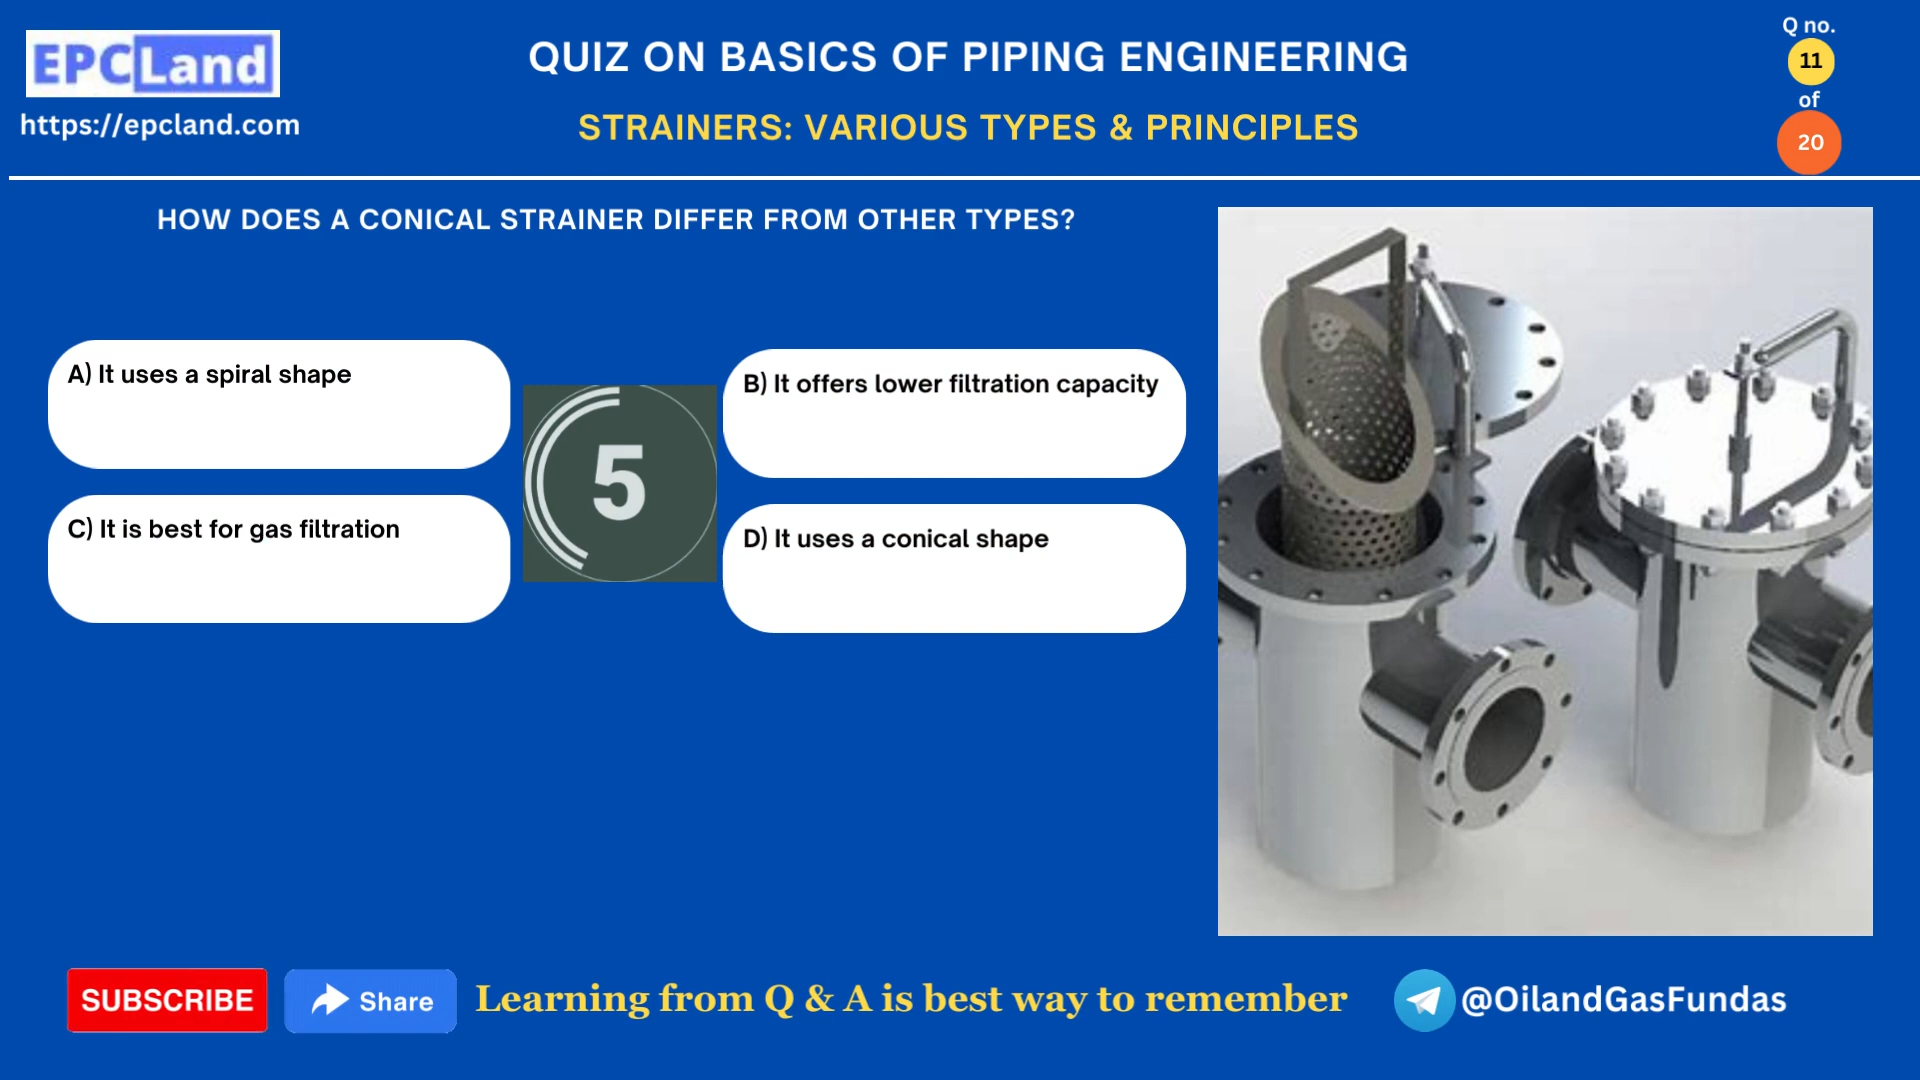 EPCLand
https://epcland.com
QUIZ ON BASICS OF PIPING ENGINEERING
STRAINERS: VARIOUS TYPES & PRINCIPLES
Q no.
11
of
20
HOW DOES A CONICAL STRAINER DIFFER FROM OTHER TYPES?
A) It uses a spiral shape
B) It offers lower filtration capacity
5
C) It is best for gas filtration
D) It uses a conical shape
SUBSCRIBE
Share
Learning from Q & A is best way to remember
@OilandGasFundas